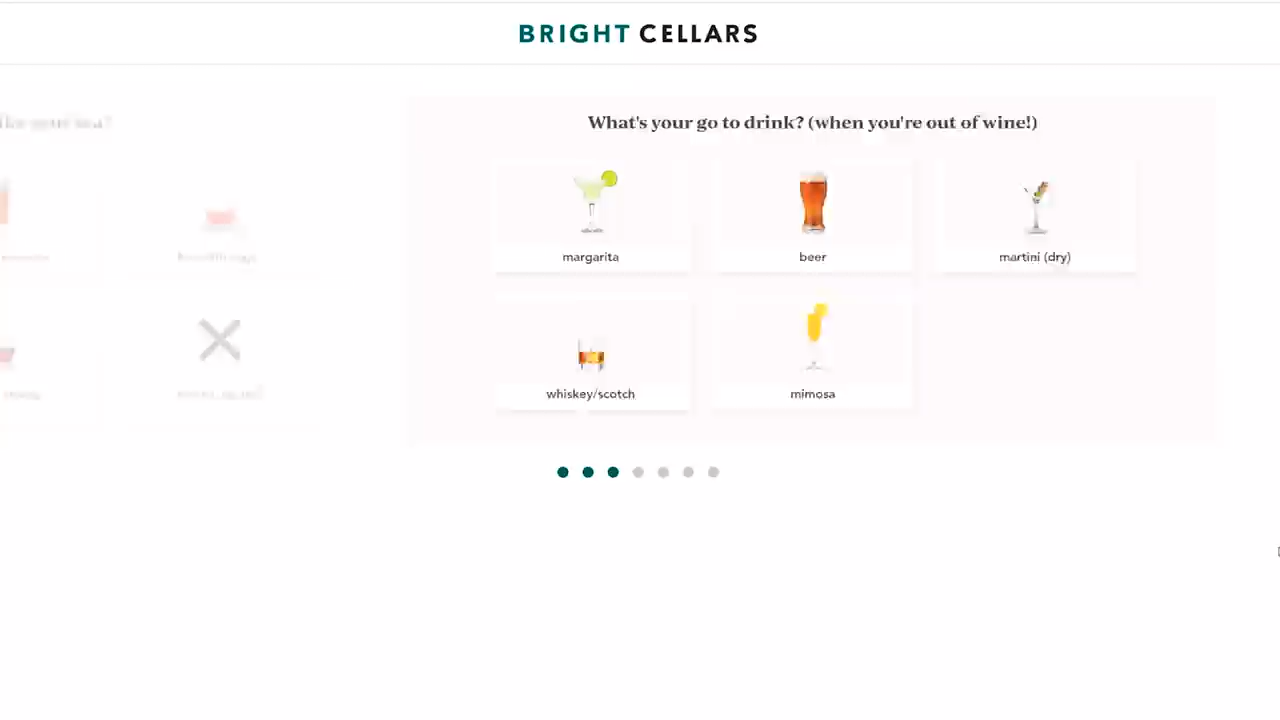 BRIGHT CELLARS
What's your go to drink? (when you're out of wine!)
margarita
beer
martini (dry)
whiskey/scotch
mimosa